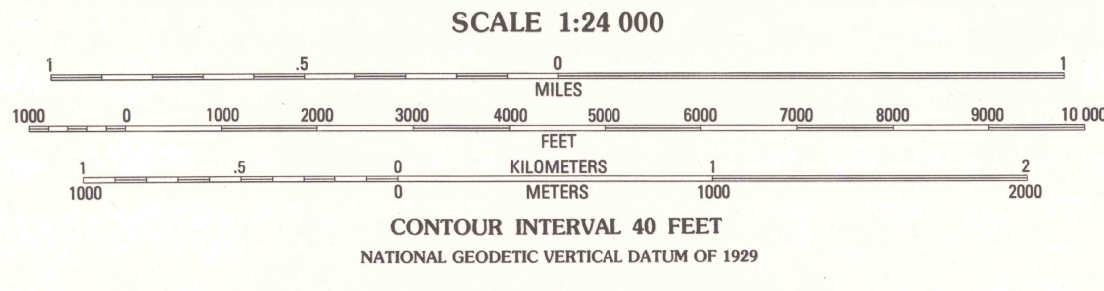 SCALE 1:24 000
1 .5 0 1
MILES
1000 0 1000 2000 3000 4000 5000 6000 7000 8000 9000 10 000
FEET
1 .5 0 KILOMETERS 1 2
1000 0 METERS 1000 2000
CONTOUR INTERVAL 40 FEET
NATIONAL GEODETIC VERTICAL DATUM OF 1929